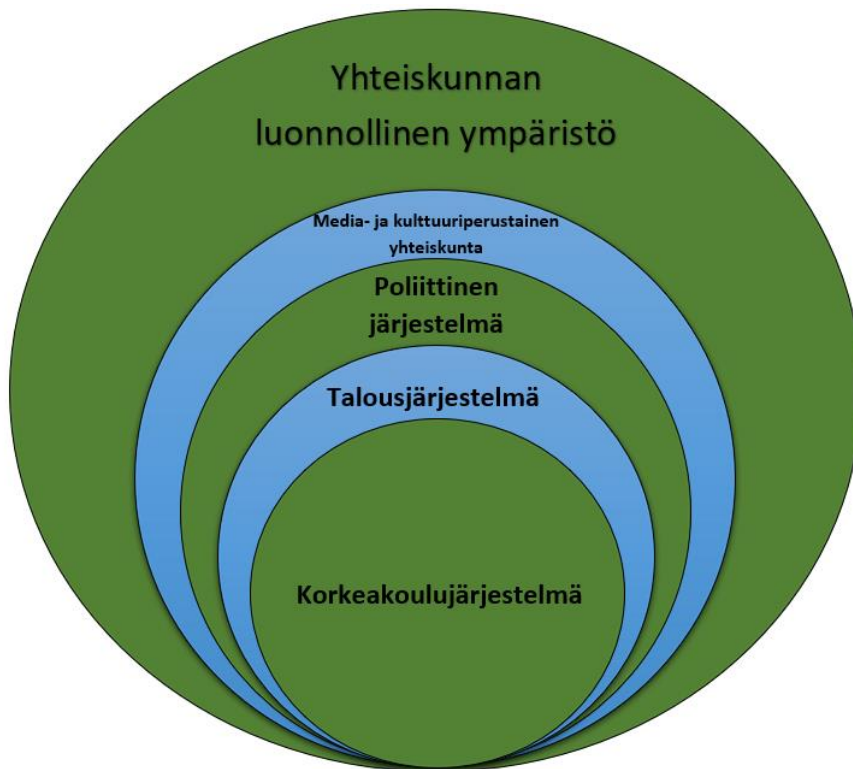 Yhteiskunnan
luonnollinen ympäristö
Media- ja kulttuuriperustainen
yhteiskunta
Poliittinen
järjestelmä
Talousjärjestelmä
Korkeakoulujärjestelmä